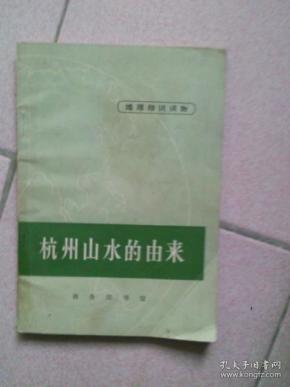 地理知识读物
杭州山水的由来
商务印书馆
孔夫子旧书网